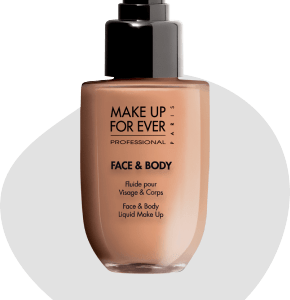 MAKE UP
FOR EVER
PROFESSIONAL
PARIS
FACE & BODY
Fluide pour
Visage & Corps
Face & Body
Liquid Make Up